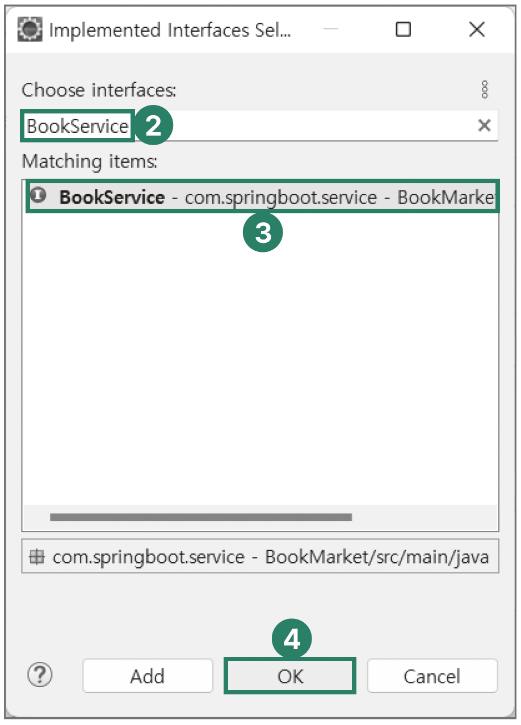 Implemented Interfaces Sel...
Choose interfaces:
BookService 2
Matching items:
BookService - com.springboot.service - BookMarke
3
com.springboot.service - BookMarket/src/main/java
4
? Add OK Cancel